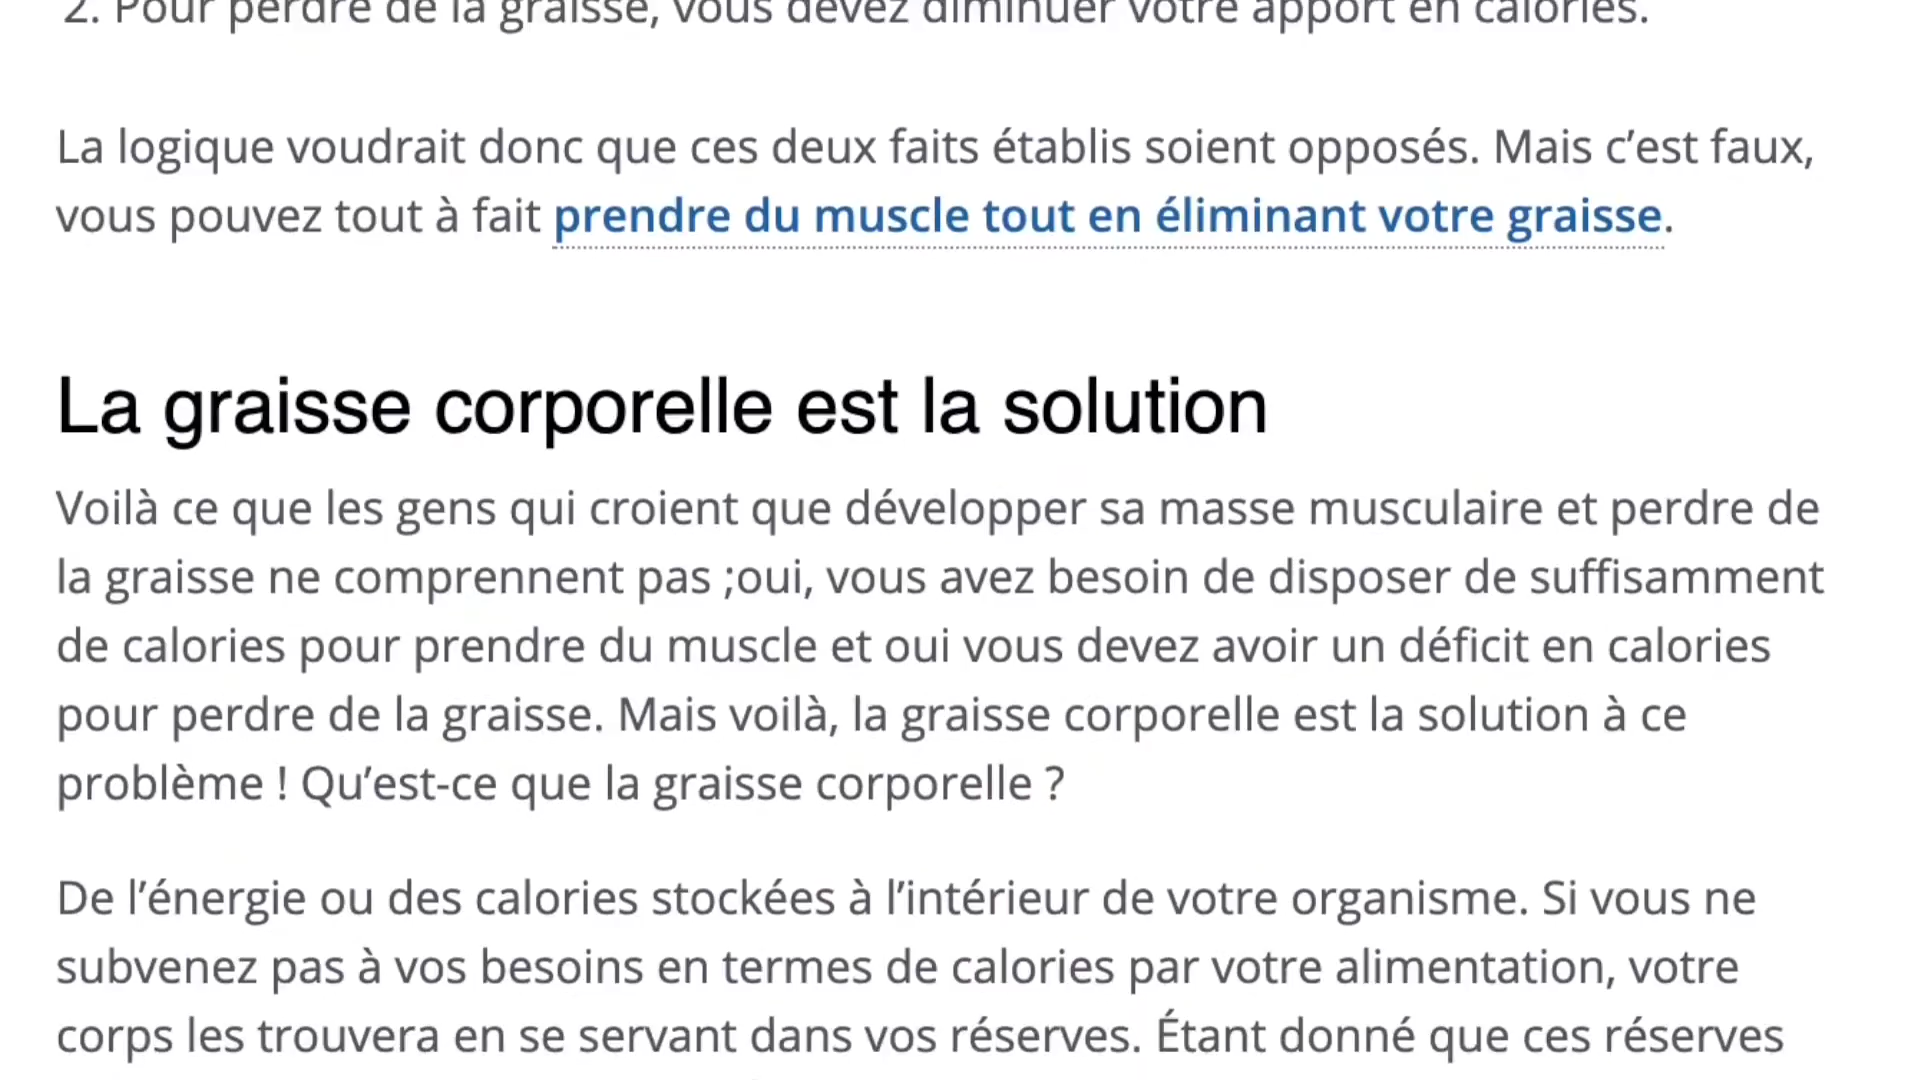 2. Pour perdre de la graisse, vous devez diminuer votre apport en calories.
La logique voudrait donc que ces deux faits établis soient opposés. Mais c’est faux,
vous pouvez tout à fait prendre du muscle tout en éliminant votre graisse.
La graisse corporelle est la solution
Voilà ce que les gens qui croient que développer sa masse musculaire et perdre de
la graisse ne comprennent pas ;oui, vous avez besoin de disposer de suffisamment
de calories pour prendre du muscle et oui vous devez avoir un déficit en calories
pour perdre de la graisse. Mais voilà, la graisse corporelle est la solution à ce
problème ! Qu’est-ce que la graisse corporelle ?
De l’énergie ou des calories stockées à l’intérieur de votre organisme. Si vous ne
subvenez pas à vos besoins en termes de calories par votre alimentation, votre
corps les trouvera en se servant dans vos réserves. Étant donné que ces réserves